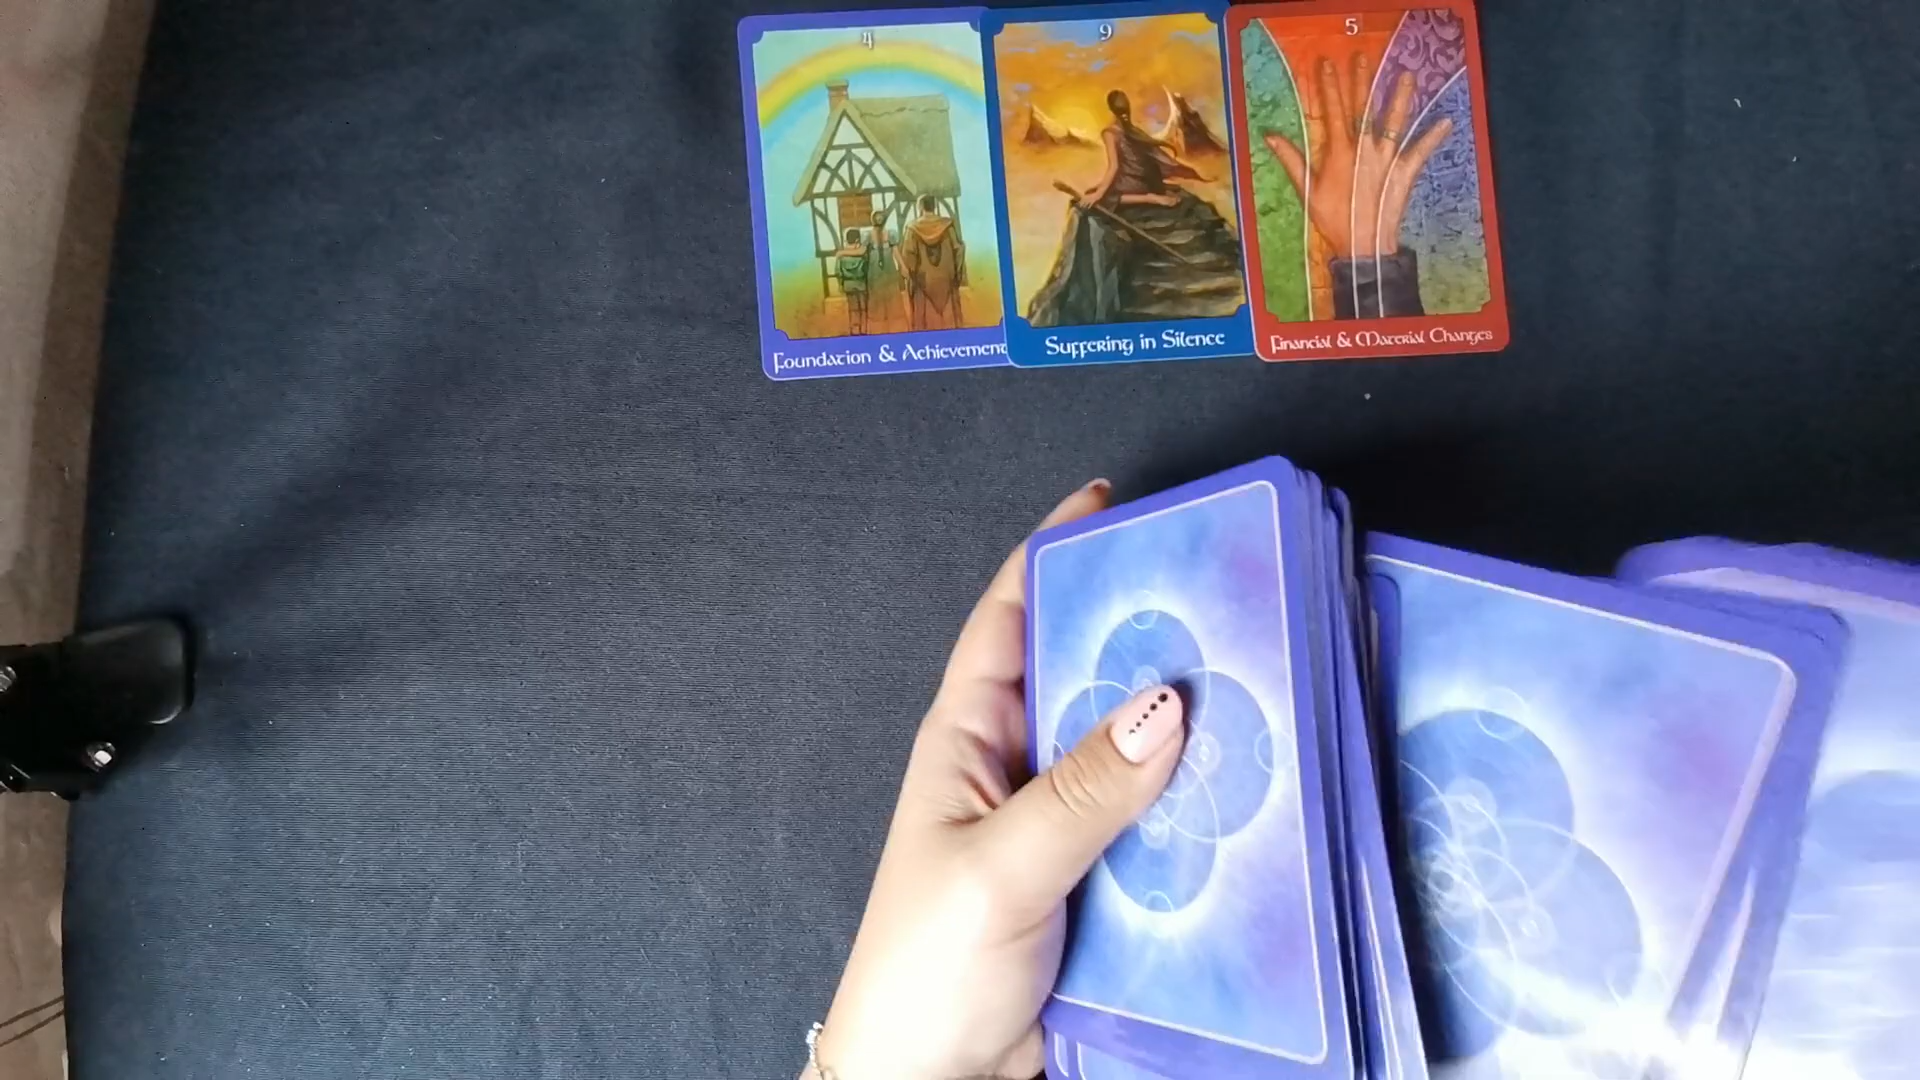 4
Foundation & Achievement
9
Suffering in Silence
5
Financial & Material Changes